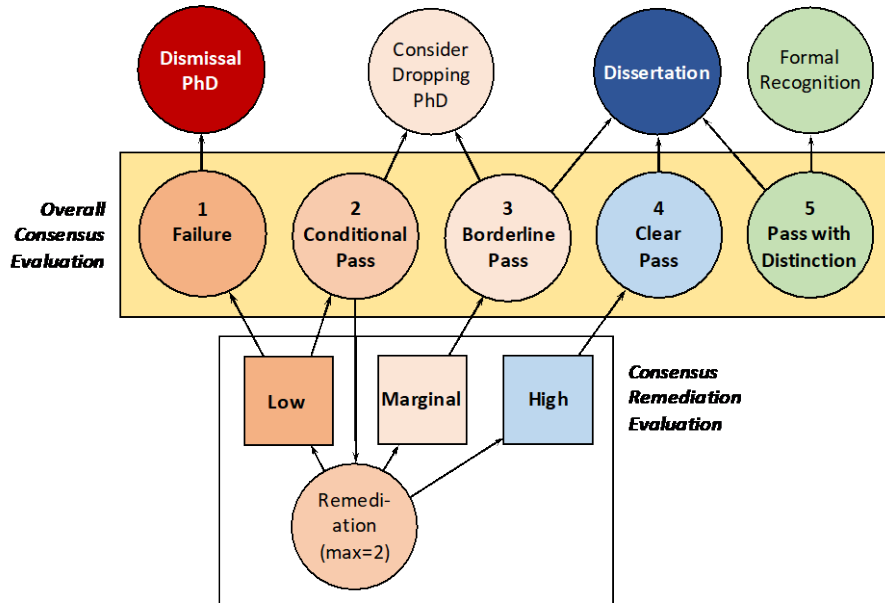 Dismissal
PhD
Consider
Dropping
PhD
Dissertation
Formal
Recognition
Overall
Consensus
Evaluation
1
Failure
2
Conditional
Pass
3
Borderline
Pass
4
Clear
Pass
5
Pass with
Distinction
Low
Marginal
High
Consensus
Remediation
Evaluation
Remedi-
ation
(max=2)